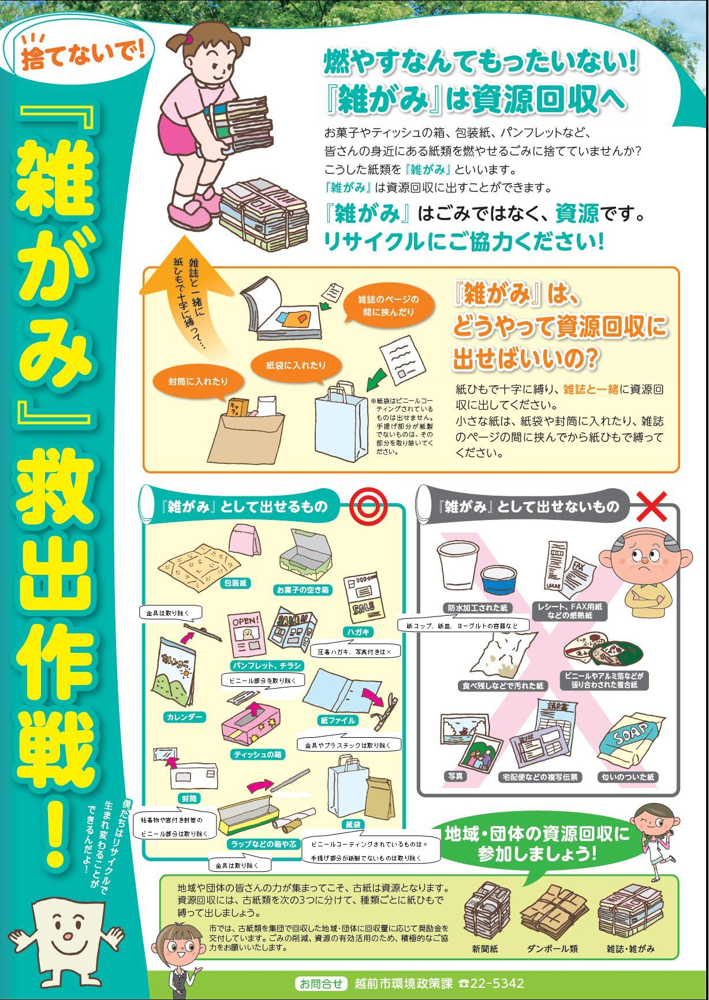 捨てないで!
『雑がみ』救出作戦!
燃やすなんてもったいない!
『雑がみ』は資源回収へ
お菓子やティッシュの箱、包装紙、パンフレットなど、
皆さんの身近にある紙類を燃やせるごみに捨てていませんか?
こうした紙類を『雑がみ』といいます。
『雑がみ』は資源回収に出すことができます。
『雑がみ』はごみではなく、資源です。
リサイクルにご協力ください!
雑誌と一緒に
紙ひもで十字に縛って…
雑誌のページの
間に挟んだり
紙袋に入れたり
封筒に入れたり
キャラメル
※紙袋はビニールコー
ティングされている
ものは出せません。
手提げ部分が紙製
でないものは、その
部分を取り除いてく
ださい。
『雑がみ』は、
どうやって資源回収に
出せばいいの?
紙ひもで十字に縛り、雑誌と一緒に資源回
収に出してください。
小さな紙は、紙袋や封筒に入れたり、雑誌
のページの間に挟んでから紙ひもで縛って
ください。
『雑がみ』として出せるもの
包装紙
お菓子の空き箱
DOO-DOM
SALE
ハガキ
圧着ハガキ、写真付きは×
金具は取り除く
カレンダー
カレンダー
OPEN!
SALE!!
パンフレット、チラシ
ビニール部分を取り除く
ティッシュの箱
紙ファイル
金具やプラスチックは取り除く
封筒
粘着物や窓付き封筒の
ビニール部分は取り除く
ラップなどの箱や芯
金具は取り除く
紙袋
ビニールコーティングされているものは×
手提げ部分が紙製でないものは取り除く
『雑がみ』として出せないもの
防水加工された紙
紙コップ、紙皿、ヨーグルトの容器など
FAX
レシート、FAX用紙
などの感熱紙
食べ残しなどで汚れた紙
ビニールやアルミ箔などが
張り合わされた複合紙
写真
請求書
送り状
宅配便などの複写伝票
SOAP
匂いのついた紙
僕たちはリサイクルで
生まれ変わることが
できるんだよ!
地域・団体の資源回収に
参加しましょう!
地域や団体の皆さんの力が集まってこそ、古紙は資源となります。
資源回収には、古紙類を次の3つに分けて、種類ごとに紙ひもで
縛って出しましょう。
市では、古紙類を集団で回収した地域・団体に回収量に応じて奨励金を
交付しています。ごみの削減、資源の有効活用のため、積極的なご協
力をお願いいたします。
新聞紙
ダンボール類
雑誌・雑がみ
お問合せ 越前市環境政策課 ☎22-5342